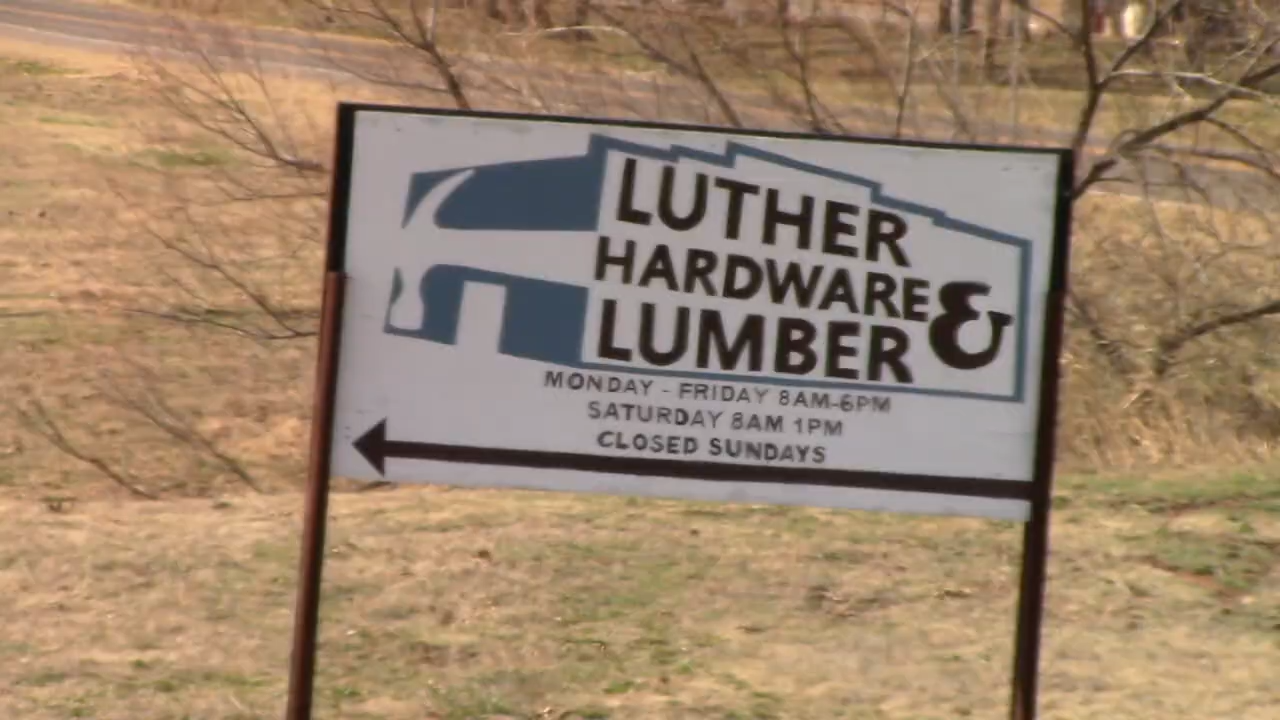 LUTHER
HARDWARE &
LUMBER
MONDAY - FRIDAY 8AM-6PM
SATURDAY 8AM 1PM
CLOSED SUNDAYS